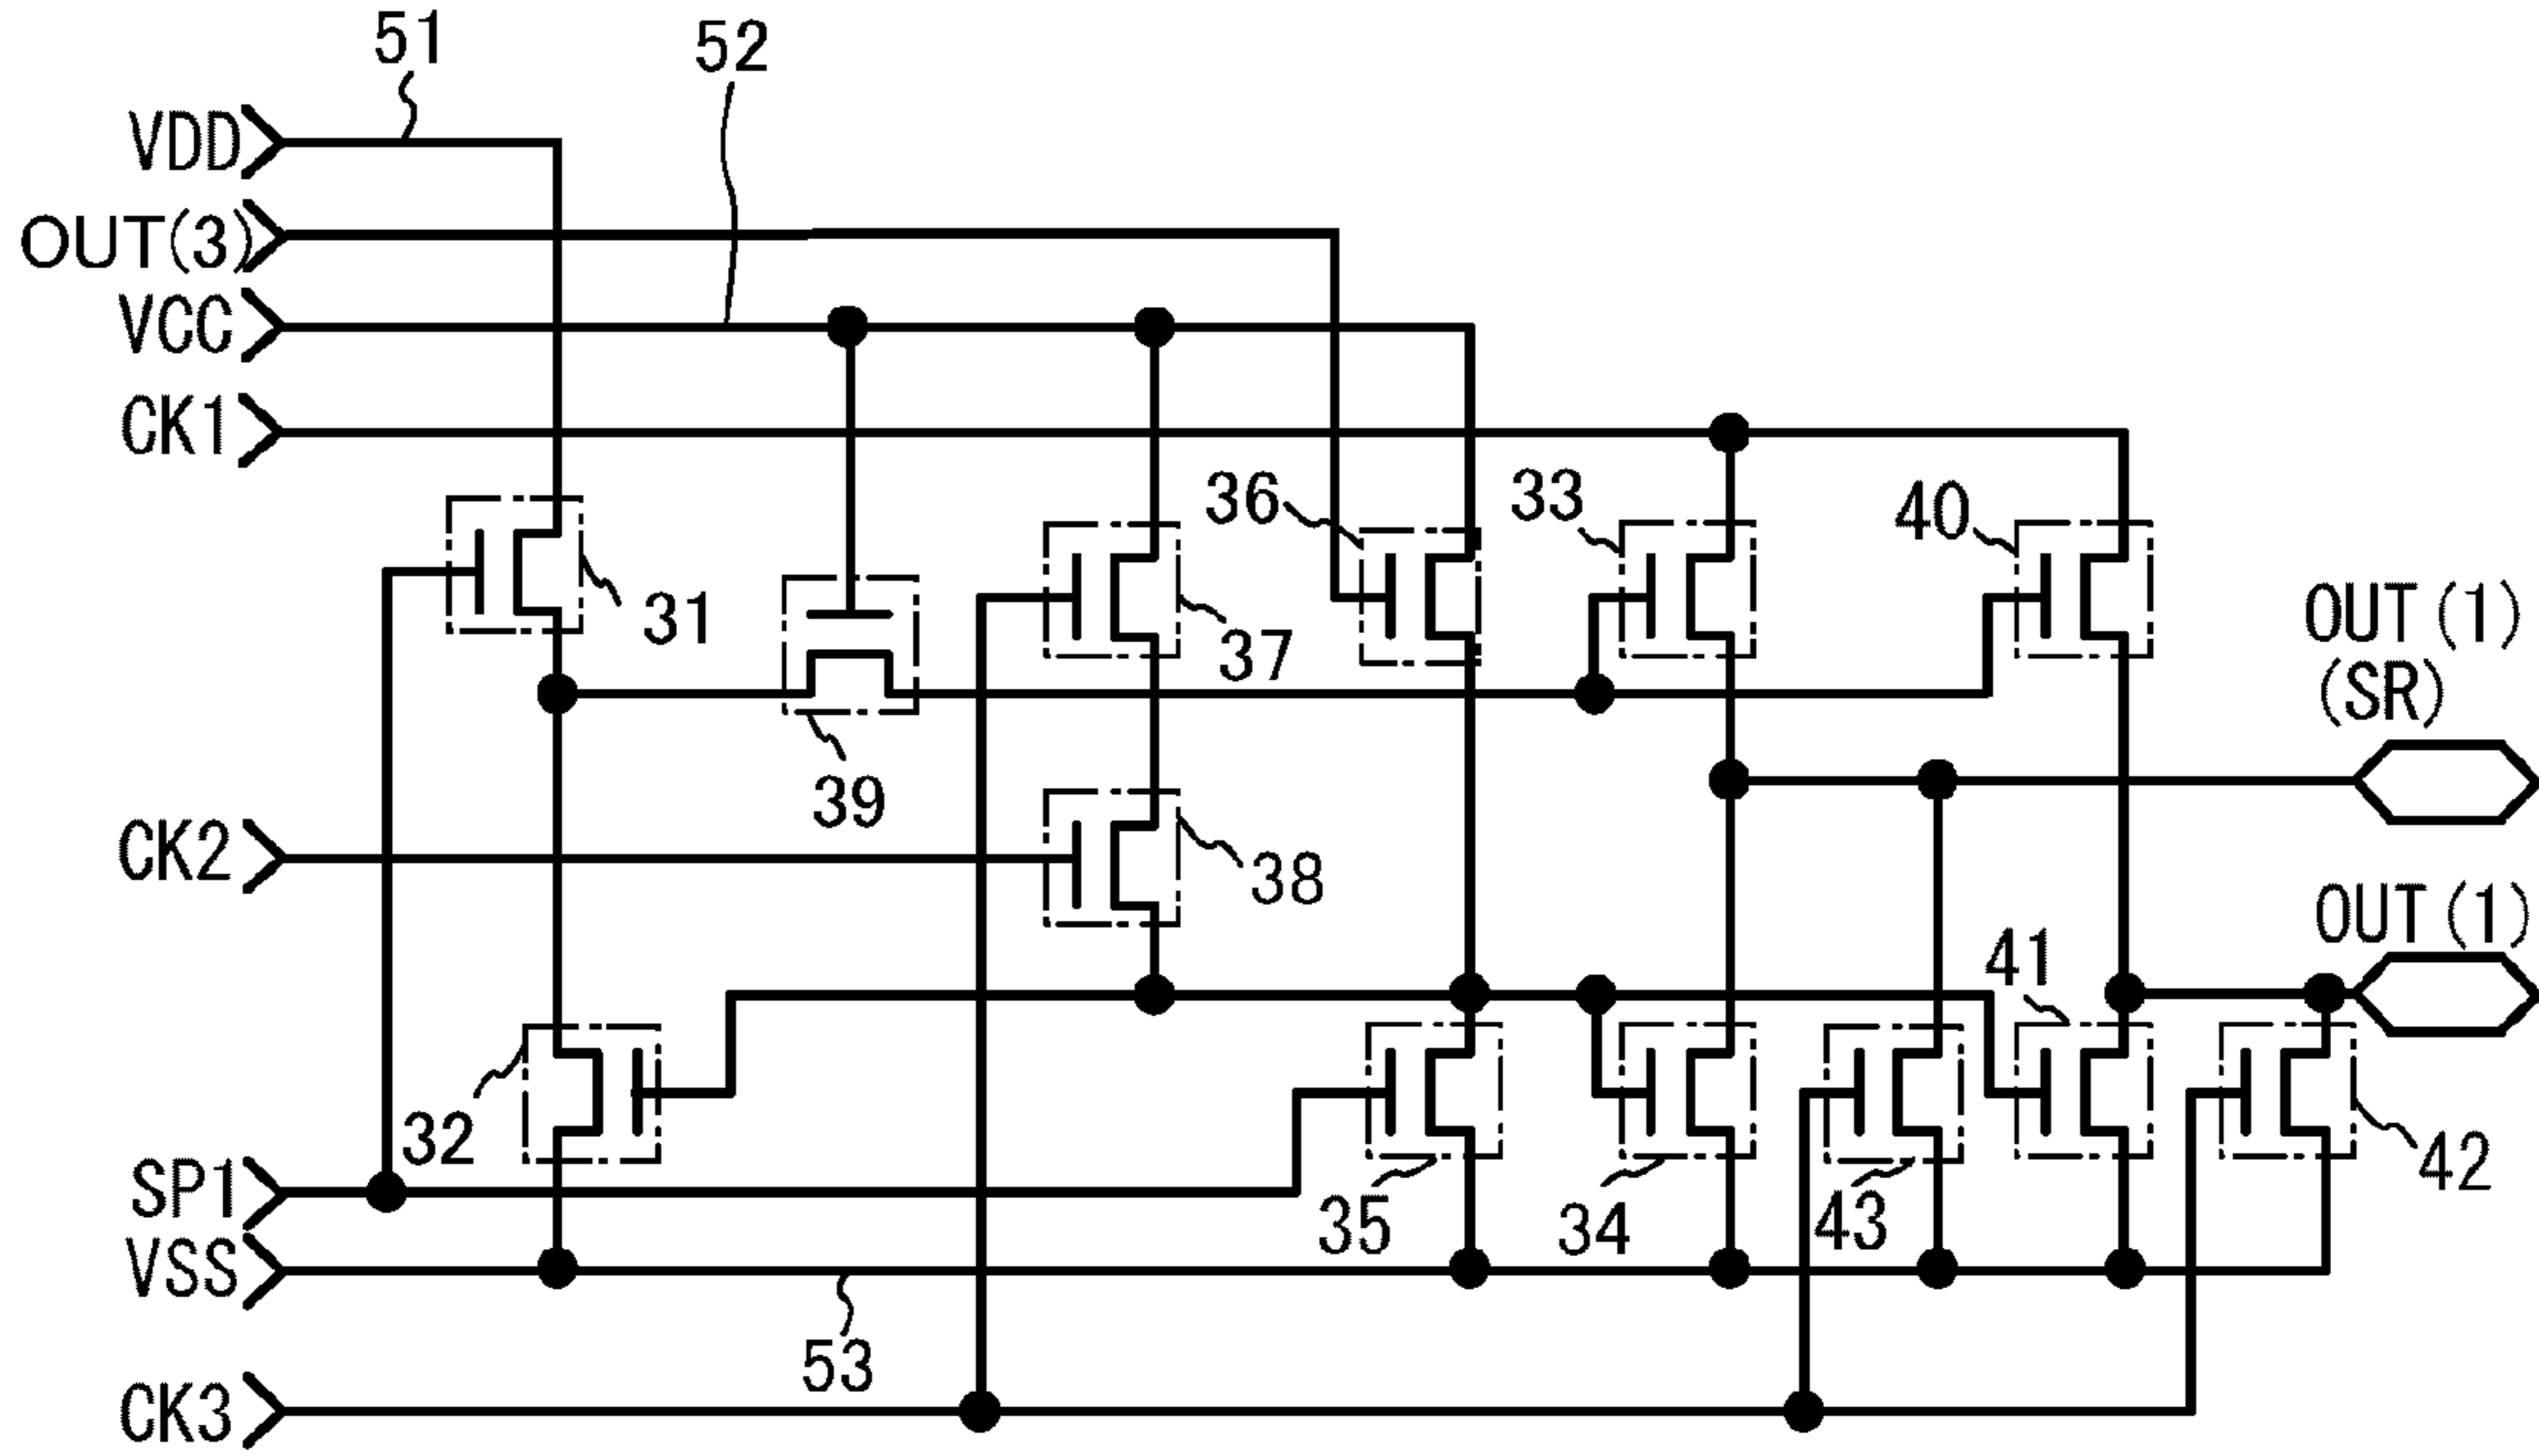 51
52
VDD
OUT(3)
VCC
CK1
36
33
40
31
37
OUT(1)
(SR)
39
CK2
38
OUT(1)
41
32
SP1
35
34
43
42
VSS
53
CK3